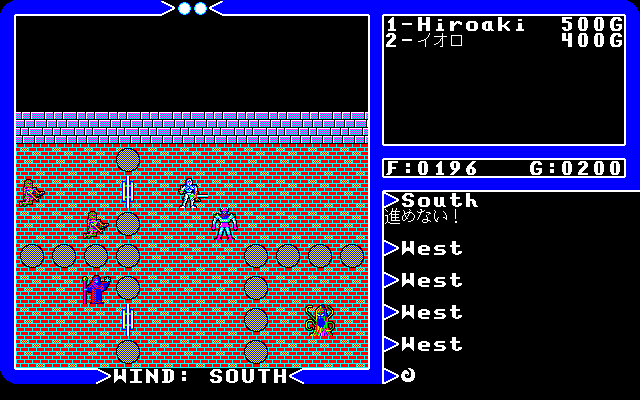 1-Hiroaki 500G
2-イオロ 400G
F:0196 G:0200
South
進めない!
West
West
West
West
WIND: SOUTH